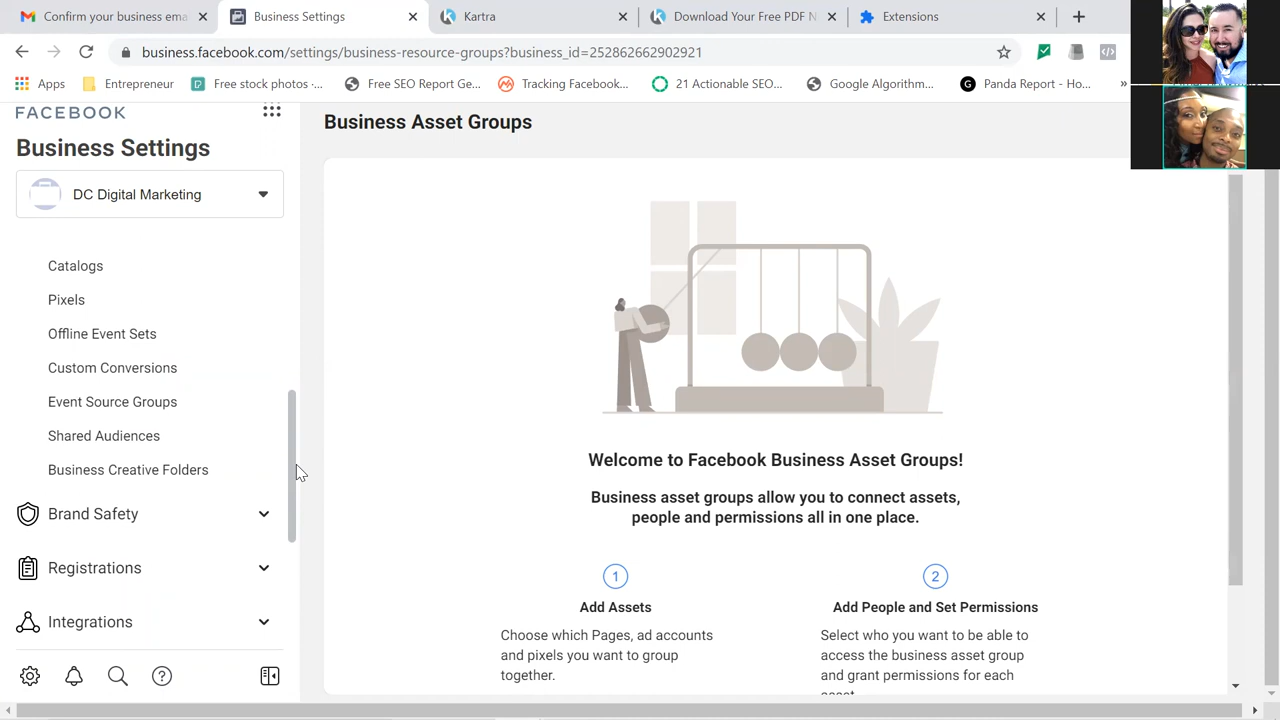 Confirm your business ema
Business Settings
Kartra
Download Your Free PDF N
Extensions
business.facebook.com/settings/business-resource-groups?business_id=252862662902921
Apps
Entrepreneur
Free stock photos -...
Free SEO Report C
ng Facebook...
21 Actionable SEO...
Google Algorithm...
Panda Report - Ho...
»
FACEBOOK
Business Settings
DC Digital Marketing
Catalogs
Pixels
Offline Event Sets
Custom Conversions
Event Source Groups
Shared Audiences
Business Creative Folders
Brand Safety
Registrations
Integrations
Business Asset Groups
Welcome to Facebook Business Asset Groups!
Business asset groups allow you to connect assets,
people and permissions all in one place.
1
Add Assets
Choose which Pages, ad accounts
and pixels you want to group
together.
2
Add People and Set Permissions
Select who you want to be able to
access the business asset group
and grant permissions for each